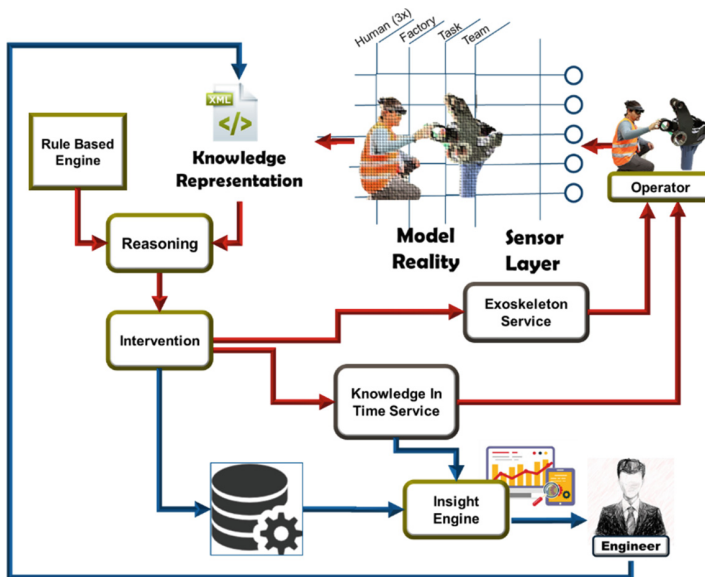 Human (3x)
Factory
Task
Team
XML
</>
Rule Based
Engine
Knowledge
Representation
Operator
Model
Reality
Sensor
Layer
Reasoning
Exoskeleton
Service
Intervention
Knowledge In
Time Service
Insight
Engine
Engineer